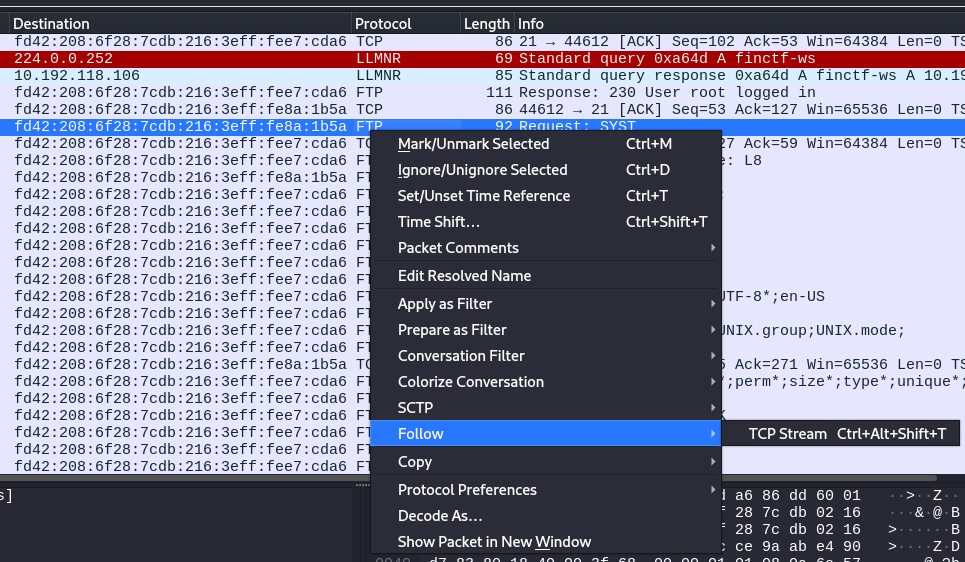 Destination Protocol Length Info
fd42:208:6f28:7cdb:216:3eff:fee7:cda6 TCP 86 21 → 44612 [ACK] Seq=102 Ack=53 Win=64384 Len=0 TS
224.0.0.252 LLMNR 69 Standard query 0xa64d A finctf-ws
10.192.118.106 LLMNR 85 Standard query response 0xa64d A finctf-ws A 10.19
fd42:208:6f28:7cdb:216:3eff:fee7:cda6 FTP 111 Response: 230 User root logged in
fd42:208:6f28:7cdb:216:3eff:fe8a:1b5a TCP 86 44612 → 21 [ACK] Seq=53 Ack=127 Win=65536 Len=0 TS
fd42:208:6f28:7cdb:216:3eff:fe8a:1b5a FTP 92 Request: SYST
fd42:208:6f28:7cdb:216:3eff:fee7:cda6 TC 27 Ack=59 Win=64384 Len=0 TS
fd42:208:6f28:7cdb:216:3eff:fee7:cda6 FT e: L8
fd42:208:6f28:7cdb:216:3eff:fe8a:1b5a FT
fd42:208:6f28:7cdb:216:3eff:fee7:cda6 FT
fd42:208:6f28:7cdb:216:3eff:fee7:cda6 FT
fd42:208:6f28:7cdb:216:3eff:fee7:cda6 FT
fd42:208:6f28:7cdb:216:3eff:fee7:cda6 FT
fd42:208:6f28:7cdb:216:3eff:fee7:cda6 FT
fd42:208:6f28:7cdb:216:3eff:fee7:cda6 FT
fd42:208:6f28:7cdb:216:3eff:fee7:cda6 FT UTF-8*;en-US
fd42:208:6f28:7cdb:216:3eff:fee7:cda6 FT
fd42:208:6f28:7cdb:216:3eff:fee7:cda6 FT UNIX.group;UNIX.mode;
fd42:208:6f28:7cdb:216:3eff:fee7:cda6 FT
fd42:208:6f28:7cdb:216:3eff:fe8a:1b5a TC 5 Ack=271 Win=65536 Len=0 TS
fd42:208:6f28:7cdb:216:3eff:fe8a:1b5a FT *;perm*;size*;type*;unique*;
fd42:208:6f28:7cdb:216:3eff:fee7:cda6 FT
fd42:208:6f28:7cdb:216:3eff:fee7:cda6 FT
fd42:208:6f28:7cdb:216:3eff:fe8a:1b5a FT
fd42:208:6f28:7cdb:216:3eff:fee7:cda6 FT
fd42:208:6f28:7cdb:216:3eff:fee7:cda6 FT
Mark/Unmark Selected Ctrl+M
Ignore/Unignore Selected Ctrl+D
Set/Unset Time Reference Ctrl+T
Time Shift… Ctrl+Shift+T
Packet Comments
Edit Resolved Name
Apply as Filter
Prepare as Filter
Conversation Filter
Colorize Conversation
SCTP
Follow
TCP Stream Ctrl+Alt+Shift+T
Copy
Protocol Preferences
Decode As…
Show Packet in New Window
s]
a6 86 dd 60 01 ··>··Z··
28 7c db 02 16 ···&·@·B
28 7c db 02 16 >······B
ce 9a ab e4 90 >····Z·D